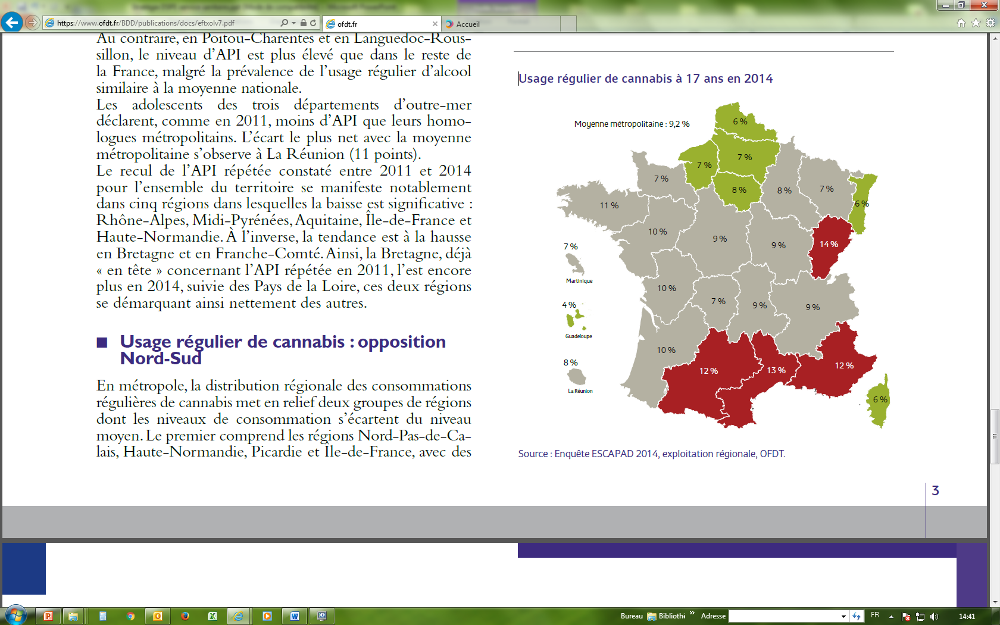 https://www.ofdt.fr/BDD/publications/docs/eftxolv7.pdf
ofdt.fr
Accueil
Au contraire, en Poitou-Charentes et en Languedoc-Rous-
sillon, le niveau d'API est plus élevé que dans le reste de
la France, malgré la prévalence de l'usage régulier d'alcool
similaire à la moyenne nationale.
Les adolescents des trois départements d'outre-mer
déclarent, comme en 2011, moins d'API que leurs homo-
logues métropolitains. L'écart le plus net avec la moyenne
métropolitaine s'observe à La Réunion (11 points).
Le recul de l'API répétée constaté entre 2011 et 2014
pour l'ensemble du territoire se manifeste notablement
dans cinq régions dans lesquelles la baisse est significative :
Rhône-Alpes, Midi-Pyrénées, Aquitaine, Île-de-France et
Haute-Normandie. À l'inverse, la tendance est à la hausse
en Bretagne et en Franche-Comté. Ainsi, la Bretagne, déjà
« en tête » concernant l'API répétée en 2011, l'est encore
plus en 2014, suivie des Pays de la Loire, ces deux régions
se démarquant ainsi nettement des autres.
Usage régulier de cannabis : opposition
Nord-Sud
En métropole, la distribution régionale des consommations
régulières de cannabis met en relief deux groupes de régions
dont les niveaux de consommation s'écartent du niveau
moyen. Le premier comprend les régions Nord-Pas-de-Ca-
lais, Haute-Normandie, Picardie et Île-de-France, avec des
Usage régulier de cannabis à 17 ans en 2014
Moyenne métropolitaine : 9,2 %
6 %
7 %
7 %
7 %
8 %
8 %
7 %
6 %
11 %
10 %
9 %
9 %
14 %
7 %
Martinique
10 %
7 %
9 %
9 %
4 %
Guadeloupe
10 %
8 %
La Réunion
12 %
13 %
12 %
6 %
Source : Enquête ESCAPAD 2014, exploitation régionale, OFDT.
3
Bureau
Biblioth
Adresse
FR
14:41